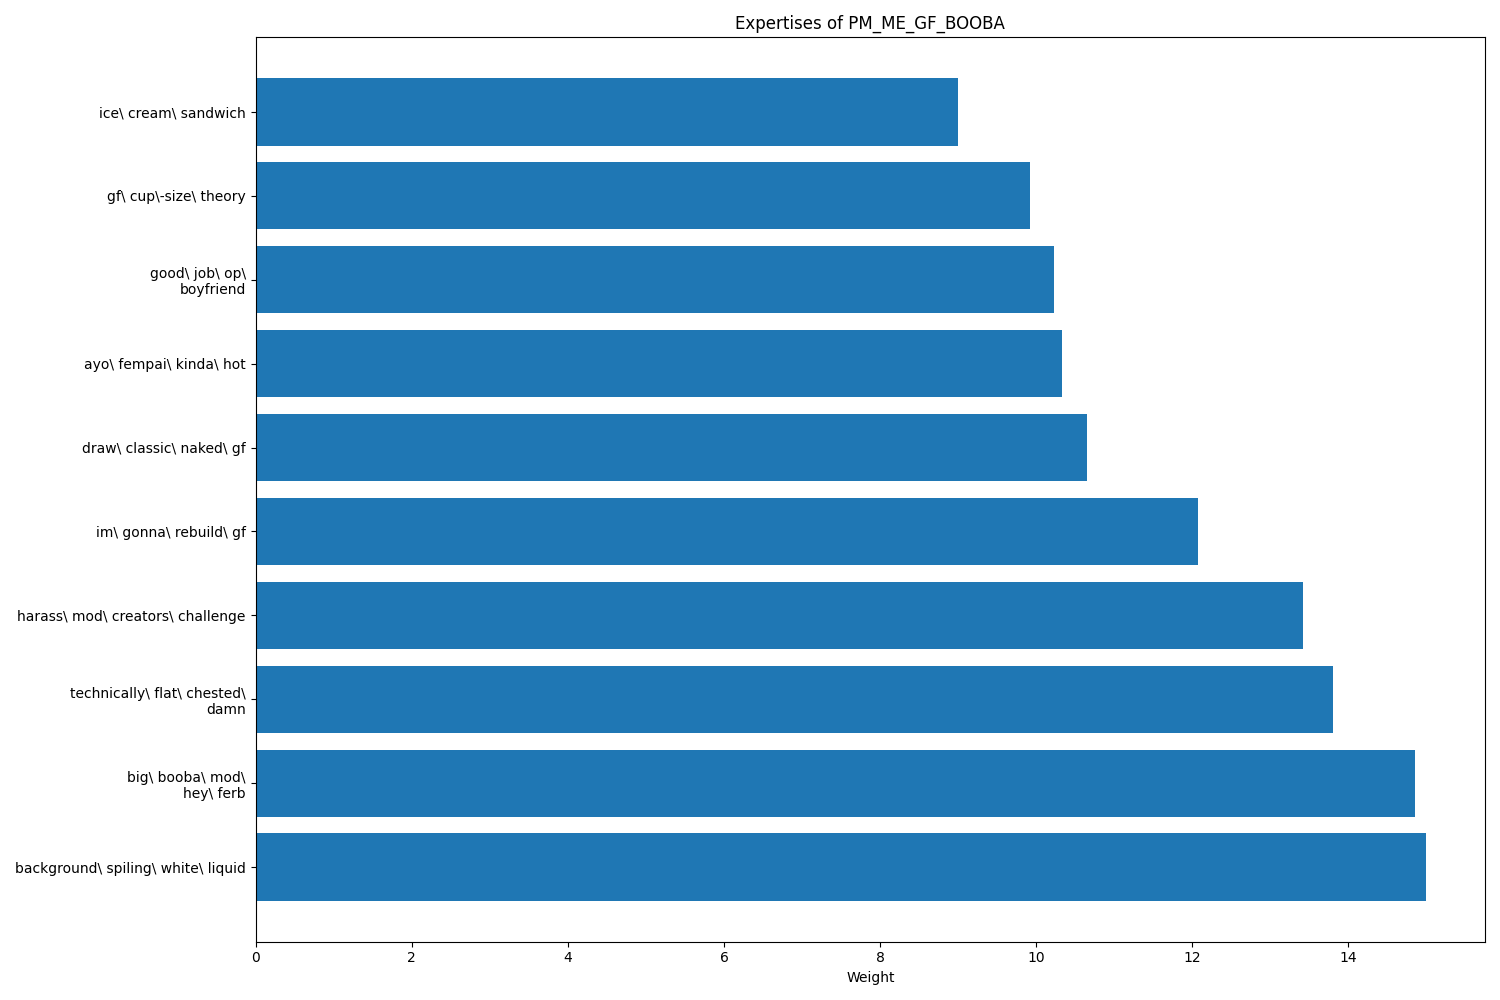 Expertises of PM_ME_GF_BOOBA
ice\ cream\ sandwich
gf\ cup\-size\ theory
good\ job\ op\
boyfriend
ayo\ fempai\ kinda\ hot
draw\ classic\ naked\ gf
im\ gonna\ rebuild\ gf
harass\ mod\ creators\ challenge
technically\ flat\ chested\
damn
big\ booba\ mod\
hey\ ferb
background\ spiling\ white\ liquid
0 2 4 6 8 10 12 14
Weight